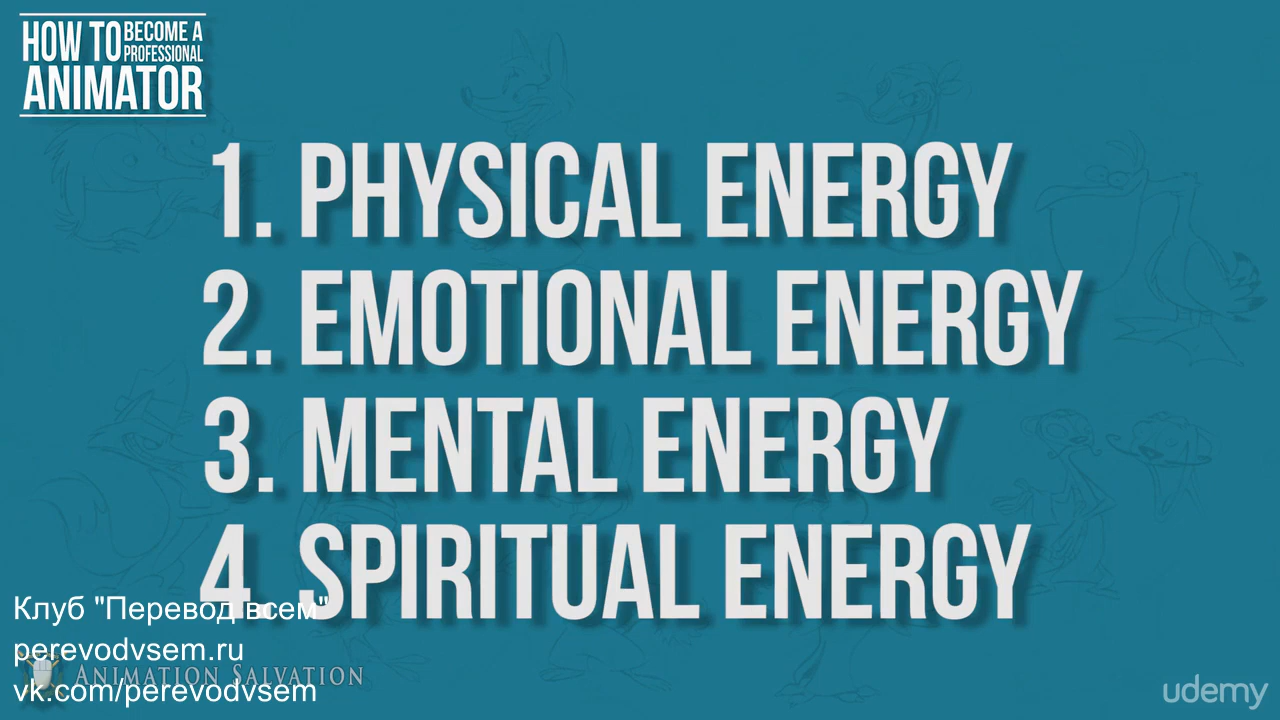 HOW TO BECOME A
PROFESSIONAL
ANIMATOR
1. PHYSICAL ENERGY
2. EMOTIONAL ENERGY
3. MENTAL ENERGY
4. SPIRITUAL ENERGY
Клуб "Перевод всем"
perevodvsem.ru
ANIMATION SALVATION
vk.com/perevodvsem
udemy